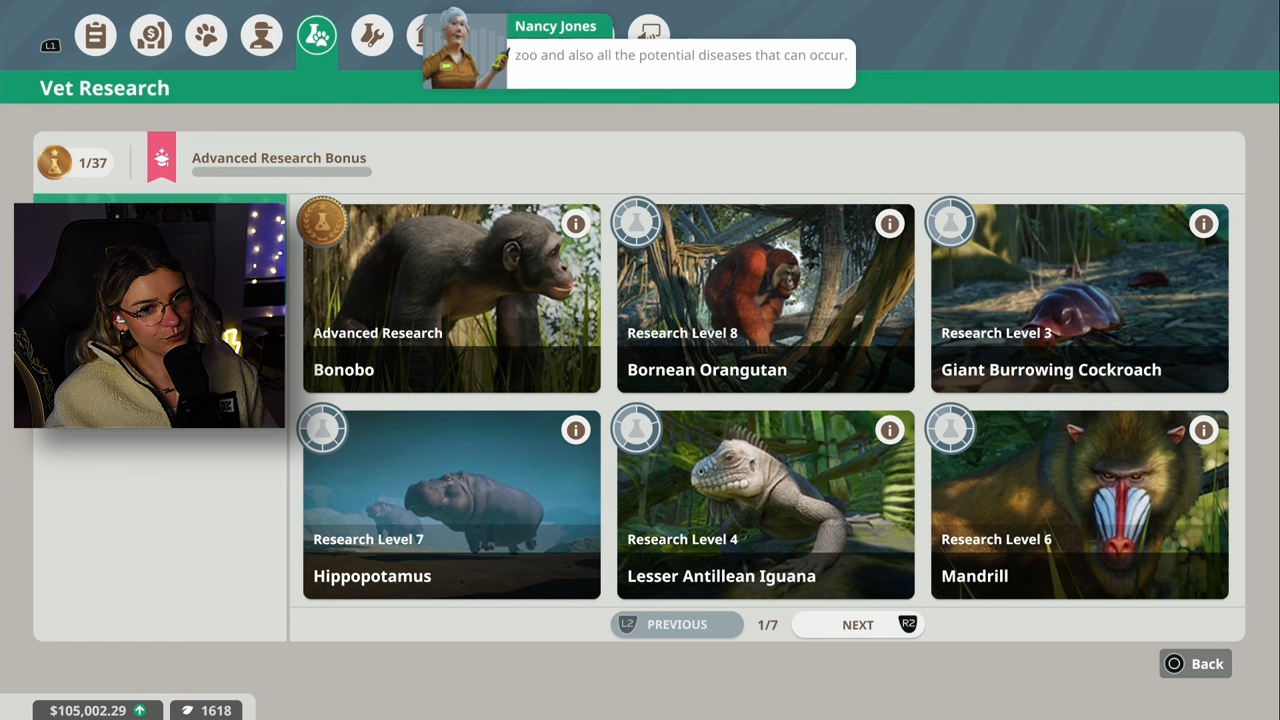 L1
Nancy Jones
zoo and also all the potential diseases that can occur.
Vet Research
1/37
Advanced Research Bonus
Advanced Research
Bonobo
Research Level 8
Bornean Orangutan
Research Level 3
Giant Burrowing Cockroach
Research Level 7
Hippopotamus
Research Level 4
Lesser Antillean Iguana
Research Level 6
Mandrill
L2 PREVIOUS
1/7
NEXT R2
Back
$105,002.29
1618